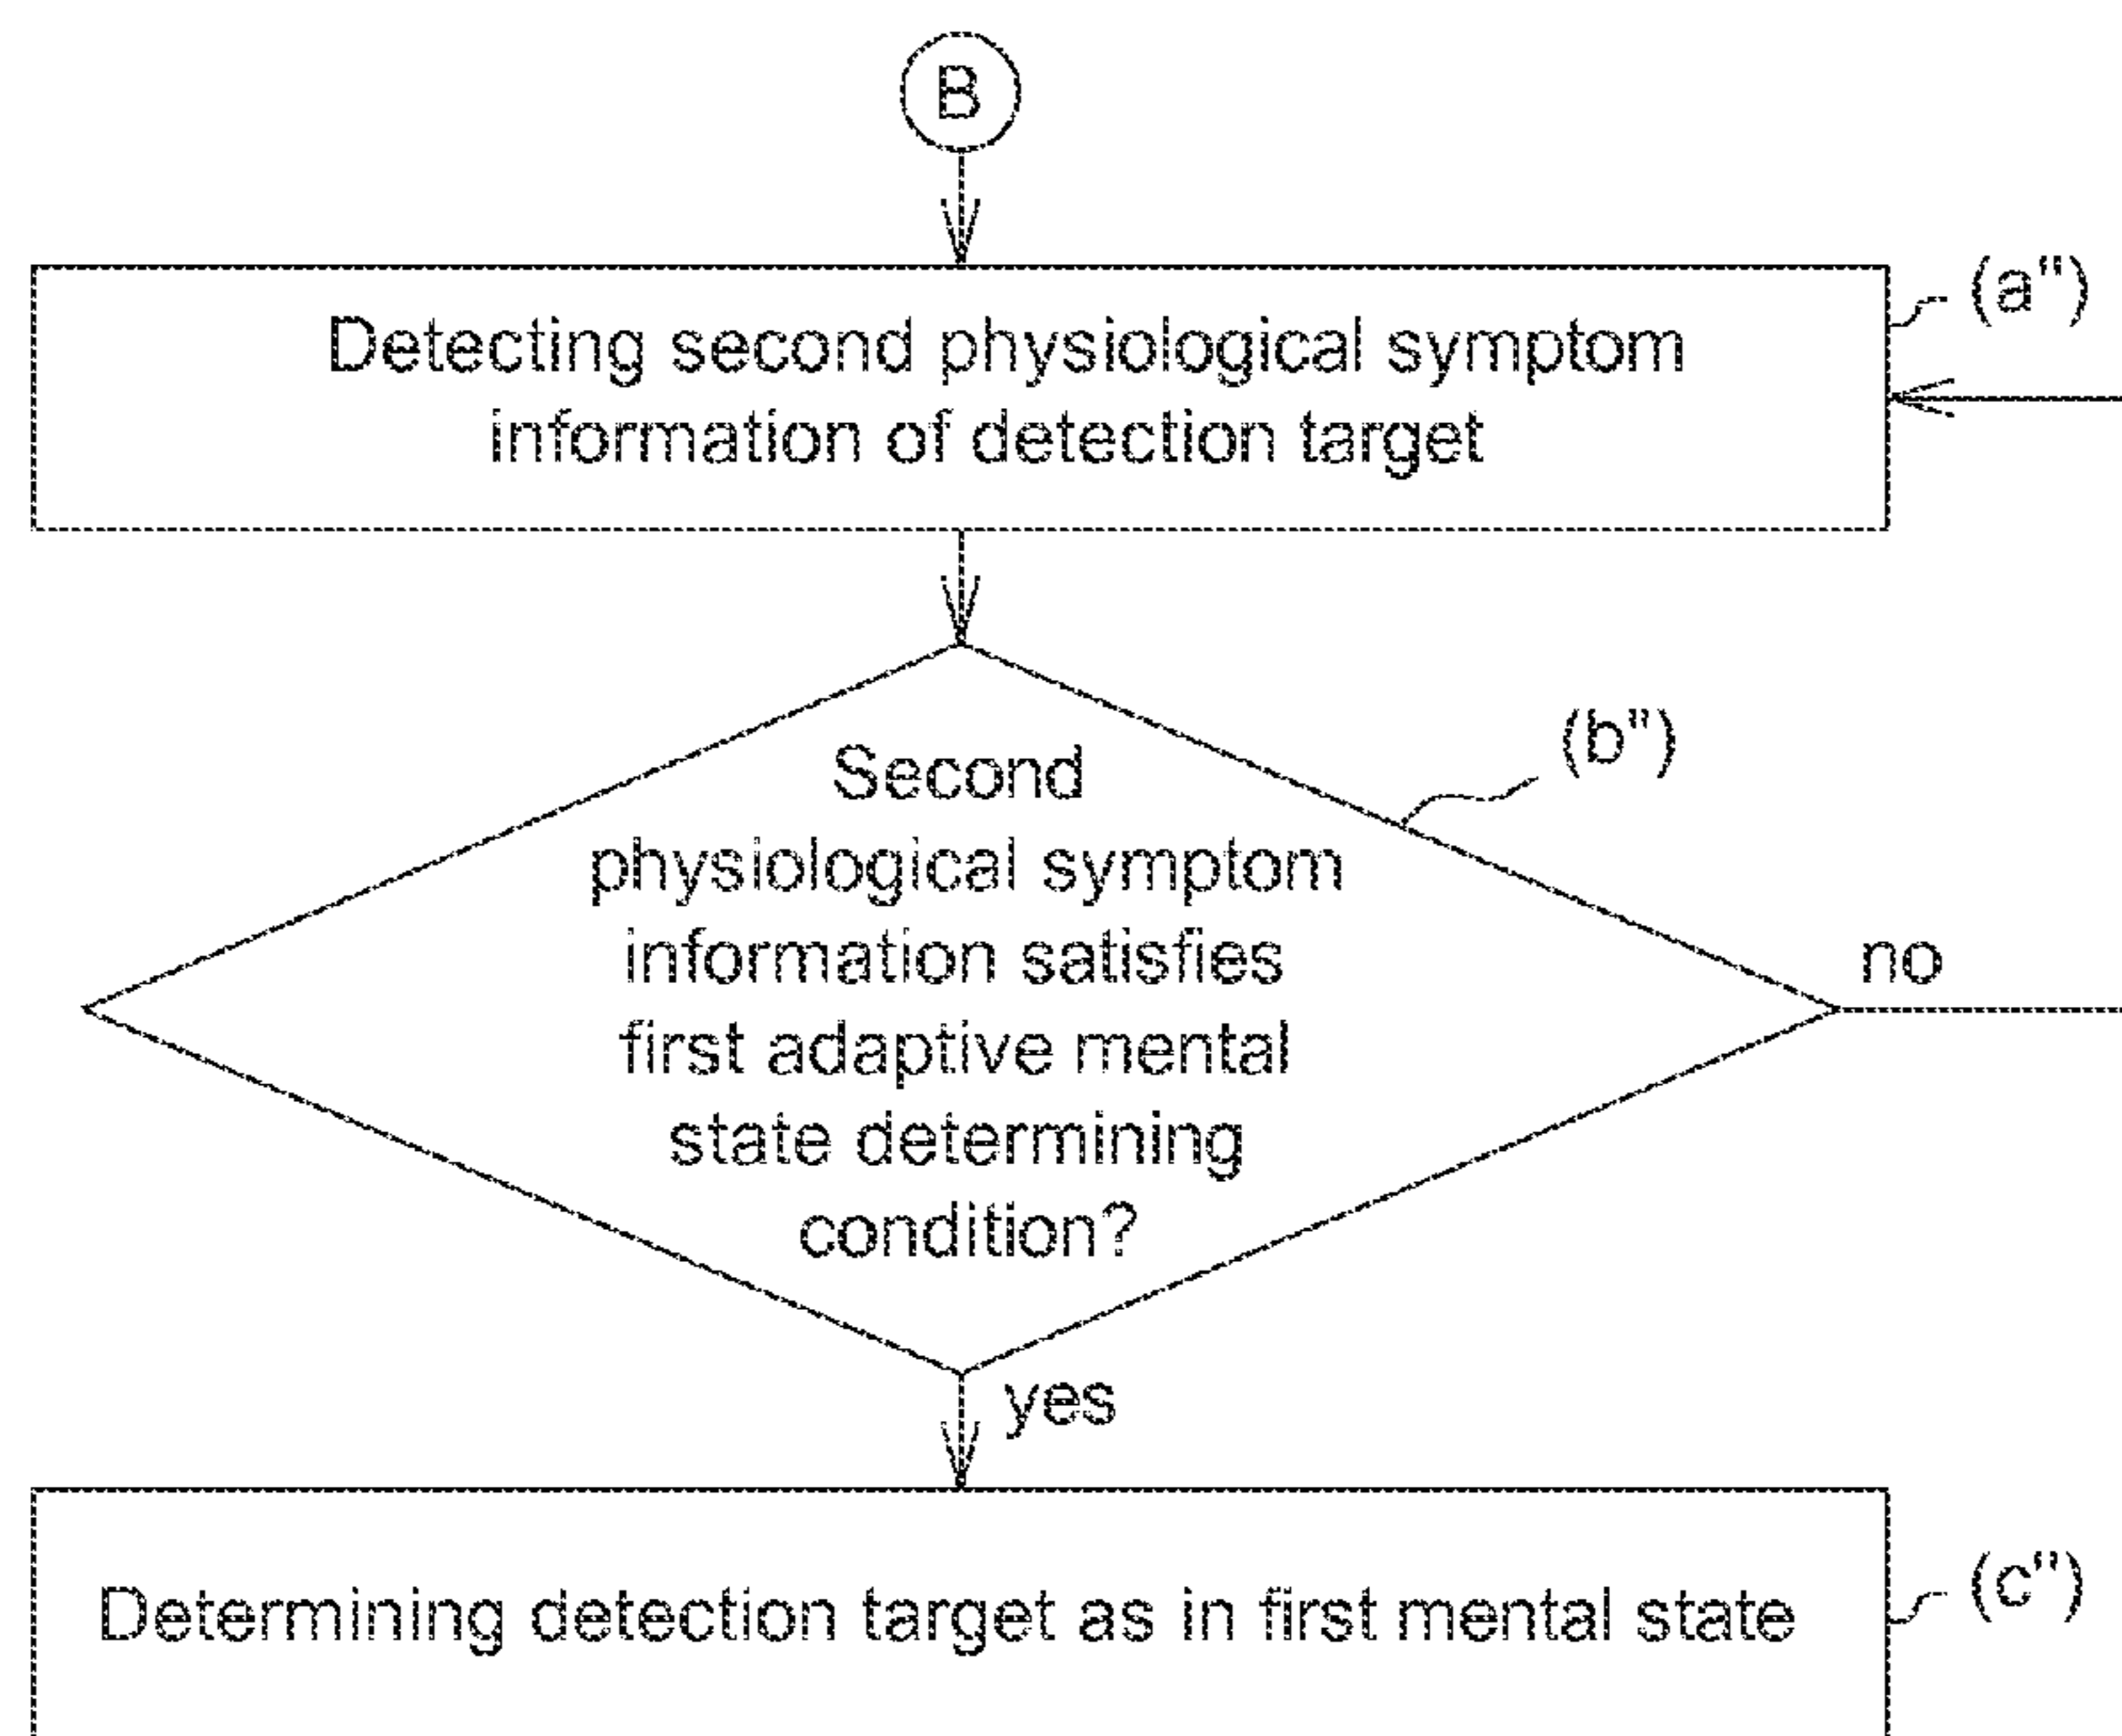 B
(a")
Detecting second physiological symptom
information of detection target
(b")
Second
physiological symptom
information satisfies
first adaptive mental
state determining
condition?
no
yes
(c")
Determining detection target as in first mental state